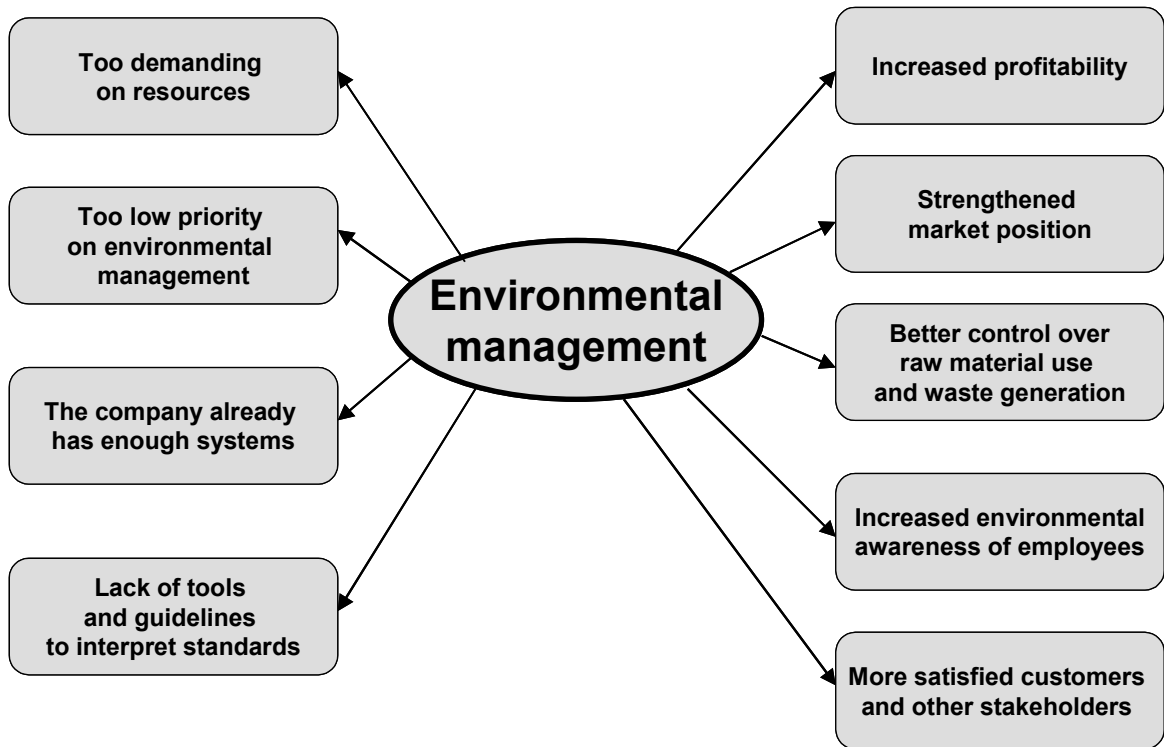 Too demanding
on resources
Too low priority
on environmental
management
The company already
has enough systems
Lack of tools
and guidelines
to interpret standards
Environmental
management
Increased profitability
Strengthened
market position
Better control over
raw material use
and waste generation
Increased environmental
awareness of employees
More satisfied customers
and other stakeholders